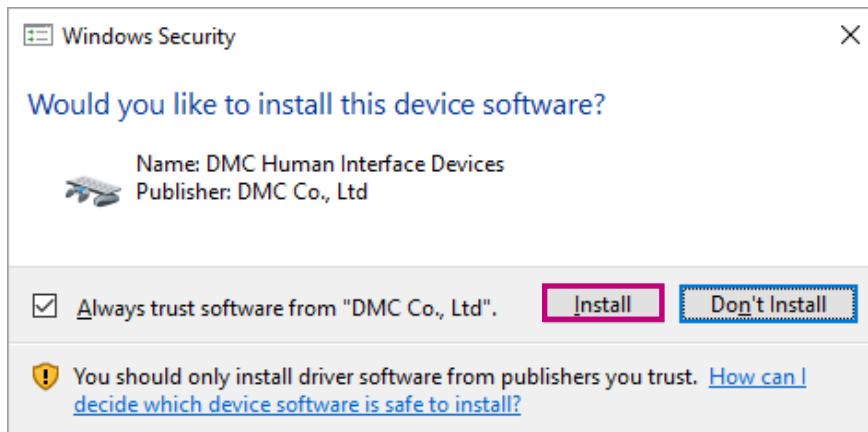 Windows Security
Would you like to install this device software?
Name: DMC Human Interface Devices
Publisher: DMC Co., Ltd
Always trust software from "DMC Co., Ltd".
Install
Don't Install
You should only install driver software from publishers you trust. How can I
decide which device software is safe to install?